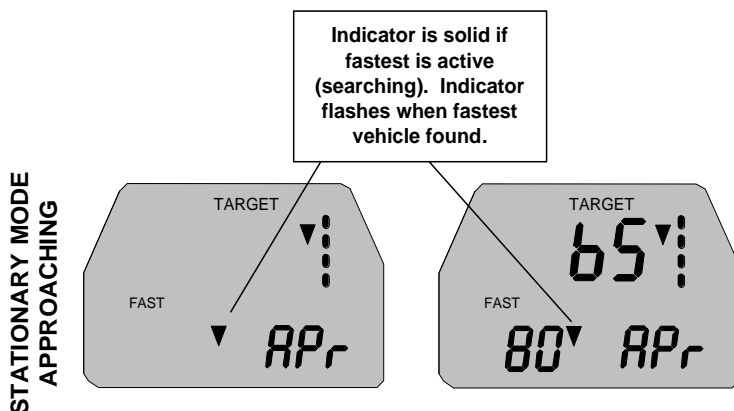 Indicator is solid if
fastest is active
(searching). Indicator
flashes when fastest
vehicle found.
STATIONARY MODE
APPROACHING
TARGET
FAST
APr
TARGET
65
FAST
80 APr